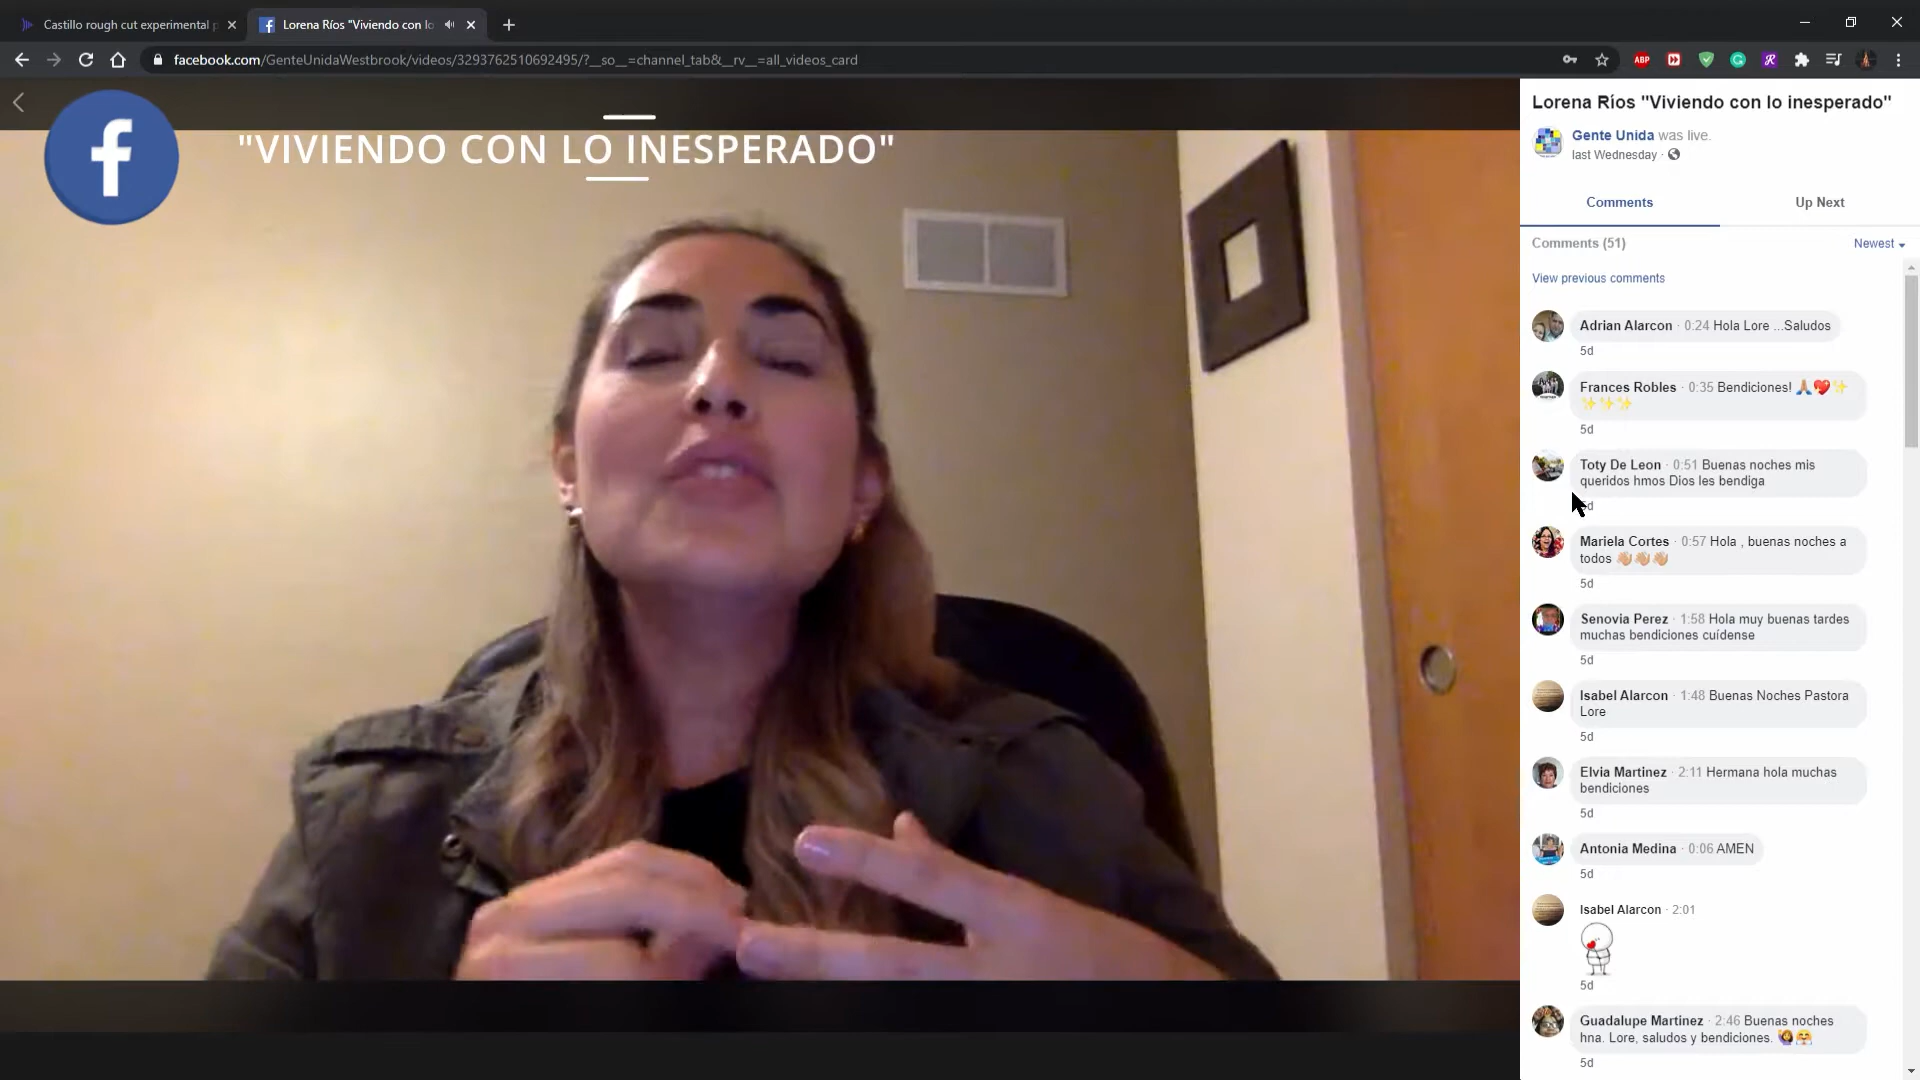 Castillo rough cut experimental p
Lorena Ríos "Viviendo con lo
facebook.com/GenteUnidaWestbrook/videos/3293762510692495/?__so__=channel_tab&__rv__=all_videos_card
ABP
"VIVIENDO CON LO INESPERADO"
Lorena Ríos "Viviendo con lo inesperado"
Gente Unida was live.
last Wednesday ·
Comments
Up Next
Comments (51)
Newest
View previous comments
Adrian Alarcon · 0:24 Hola Lore ...Saludos
5d
Frances Robles · 0:35 Bendiciones! 🙏🏼💖✨
✨✨✨
5d
Toty De Leon · 0:51 Buenas noches mis
queridos hmos Dios les bendiga
5d
Mariela Cortes · 0:57 Hola , buenas noches a
todos 👋🏼👋🏼👋🏼
5d
Senovia Perez · 1:58 Hola muy buenas tardes
muchas bendiciones cuídense
5d
Isabel Alarcon · 1:48 Buenas Noches Pastora
Lore
5d
Elvia Martinez · 2:11 Hermana hola muchas
bendiciones
5d
Antonia Medina · 0:06 AMEN
5d
Isabel Alarcon · 2:01
5d
Guadalupe Martinez · 2:46 Buenas noches
hna. Lore, saludos y bendiciones. 🙋‍♀️🤗
5d